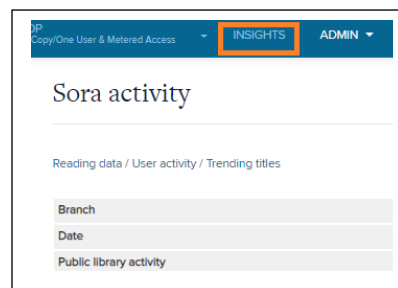 OP
Copy/One User & Metered Access
INSIGHTS
ADMIN
Sora activity
Reading data / User activity / Trending titles
Branch
Date
Public library activity